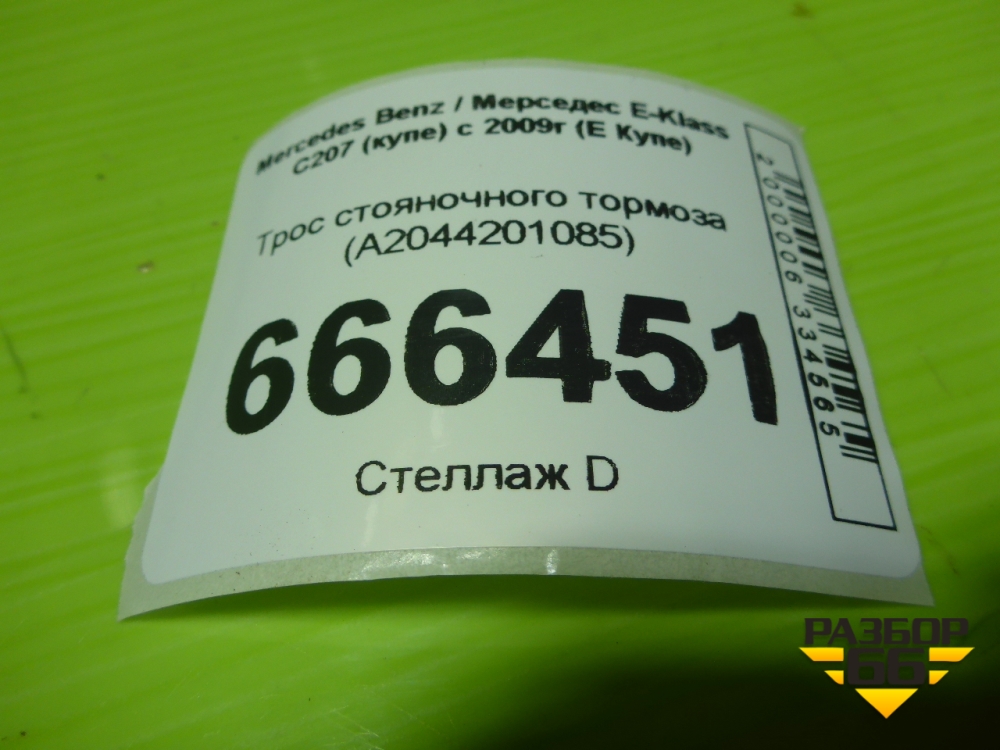 Mercedes Benz / Мерседес E-Klass
C207 (купе) с 2009г (Е Купе)
Трос стояночного тормоза
(A2044201085)
666451
Стеллаж D
2000006334565
РАЗБОР
66